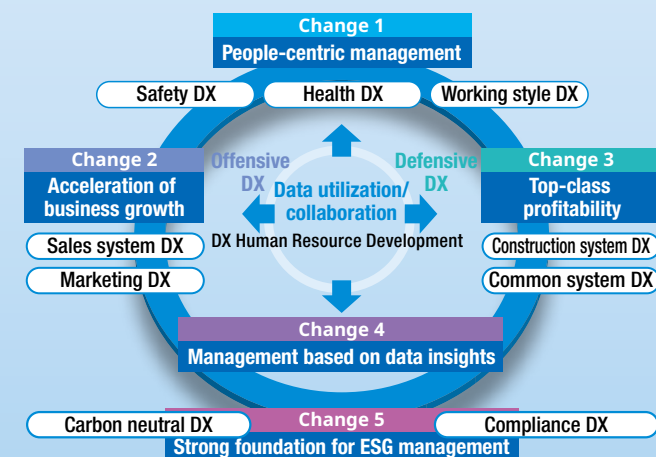 Change 1
People-centric management
Safety DX
Health DX
Working style DX
Change 2
Acceleration of
business growth
Sales system DX
Marketing DX
Offensive
DX
Defensive
DX
Data utilization/
collaboration
DX Human Resource Development
Change 3
Top-class
profitability
Construction system DX
Common system DX
Change 4
Management based on data insights
Carbon neutral DX
Change 5
Compliance DX
Strong foundation for ESG management